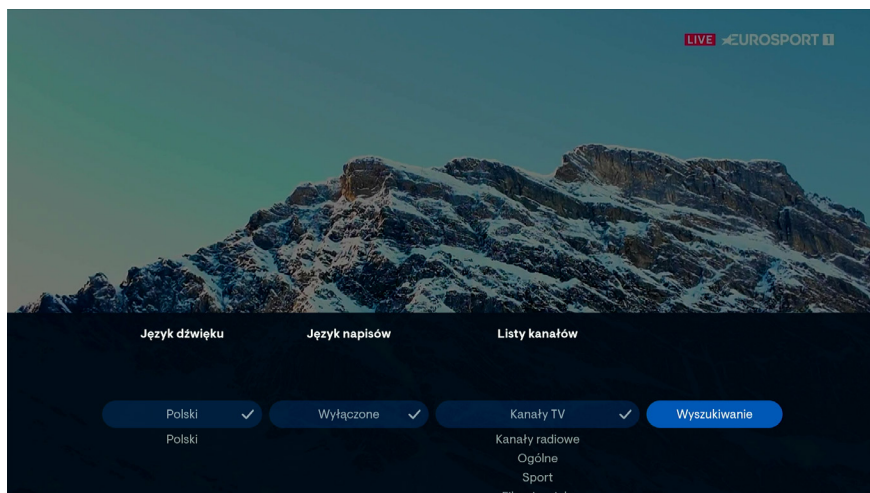 LIVE EUROSPORT 1
Język dźwięku
Język napisów
Listy kanałów
Polski
Wyłączone
Kanały TV
Wyszukiwanie
Polski
Kanały radiowe
Ogólne
Sport